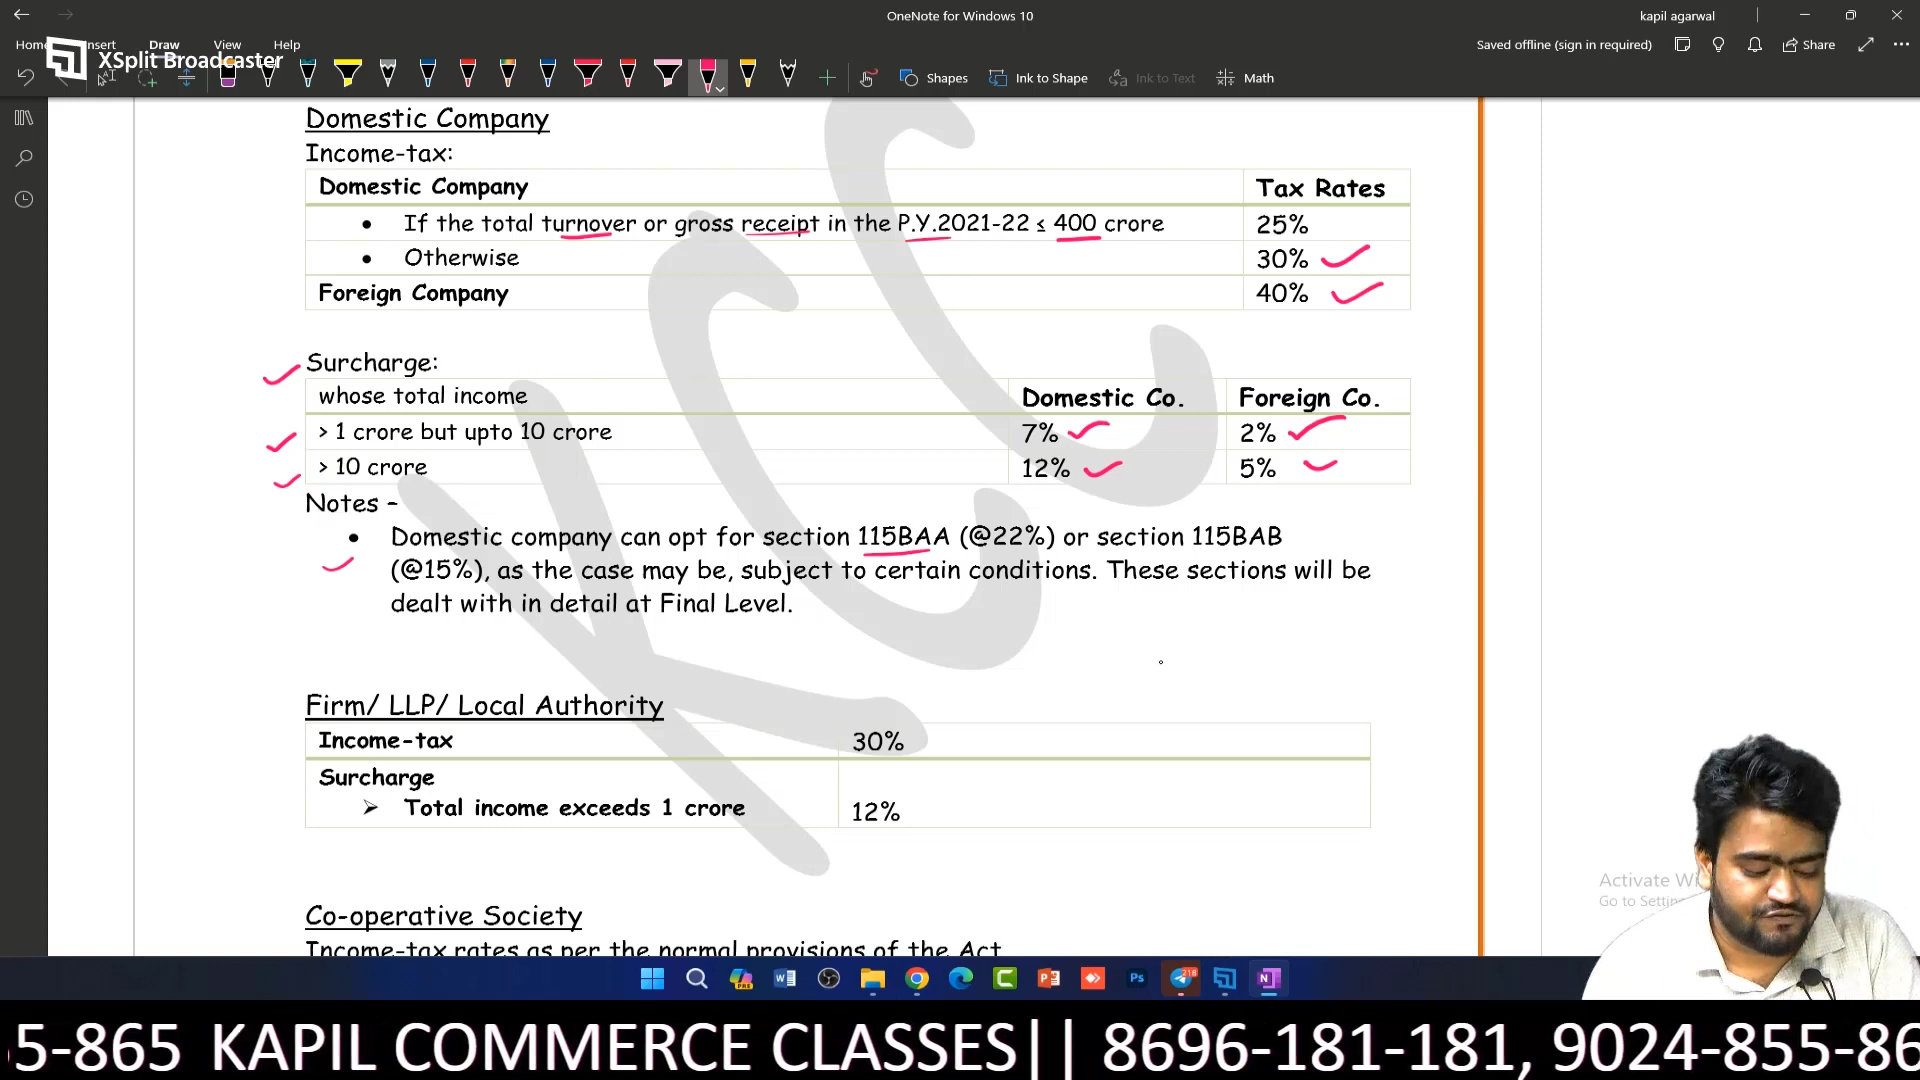 OneNote for Windows 10
kapil agarwal
Home Insert Draw View Help
Saved offline (sign in required)
Share
XSplit Broadcaster
Shapes
Ink to Shape
Ink to Text
Math
Domestic Company
Income-tax:
Domestic Company Tax Rates
• If the total turnover or gross receipt in the P.Y.2021-22 ≤ 400 crore 25%
• Otherwise 30%
Foreign Company 40%
Surcharge:
whose total income Domestic Co. Foreign Co.
> 1 crore but upto 10 crore 7% 2%
> 10 crore 12% 5%
Notes –
• Domestic company can opt for section 115BAA (@22%) or section 115BAB
(@15%), as the case may be, subject to certain conditions. These sections will be
dealt with in detail at Final Level.
KCC
Firm/ LLP/ Local Authority
Income-tax 30%
Surcharge
➢ Total income exceeds 1 crore 12%
Co-operative Society
Income-tax rates as per the normal provisions of the Act
Activate Wi
Go to Settin
218
5-865 KAPIL COMMERCE CLASSES|| 8696-181-181, 9024-855-86